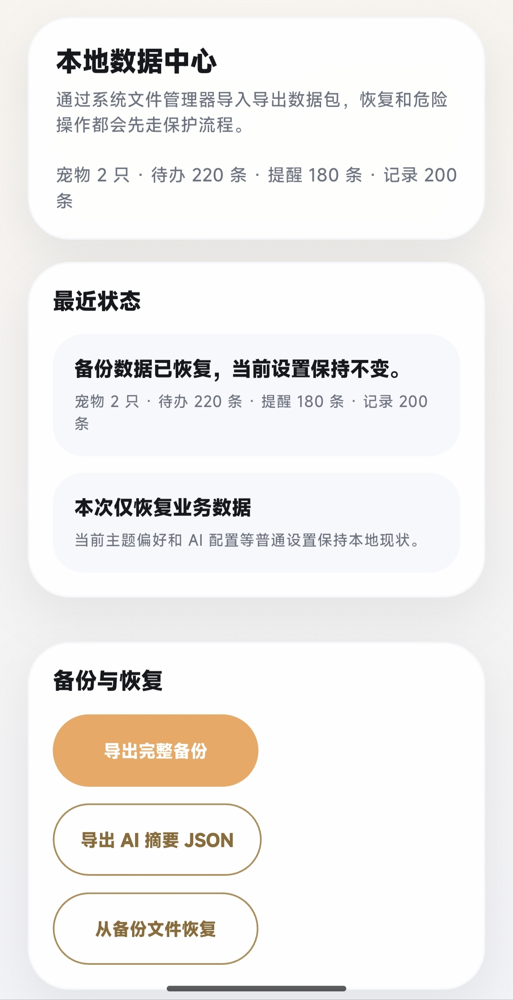 本地数据中心
通过系统文件管理器导入导出数据包，恢复和危险
操作都会先走保护流程。
宠物 2 只 · 待办 220 条 · 提醒 180 条 · 记录 200
条
最近状态
备份数据已恢复，当前设置保持不变。
宠物 2 只 · 待办 220 条 · 提醒 180 条 · 记录 200
条
本次仅恢复业务数据
当前主题偏好和 AI 配置等普通设置保持本地现状。
备份与恢复
导出完整备份
导出 AI 摘要 JSON
从备份文件恢复